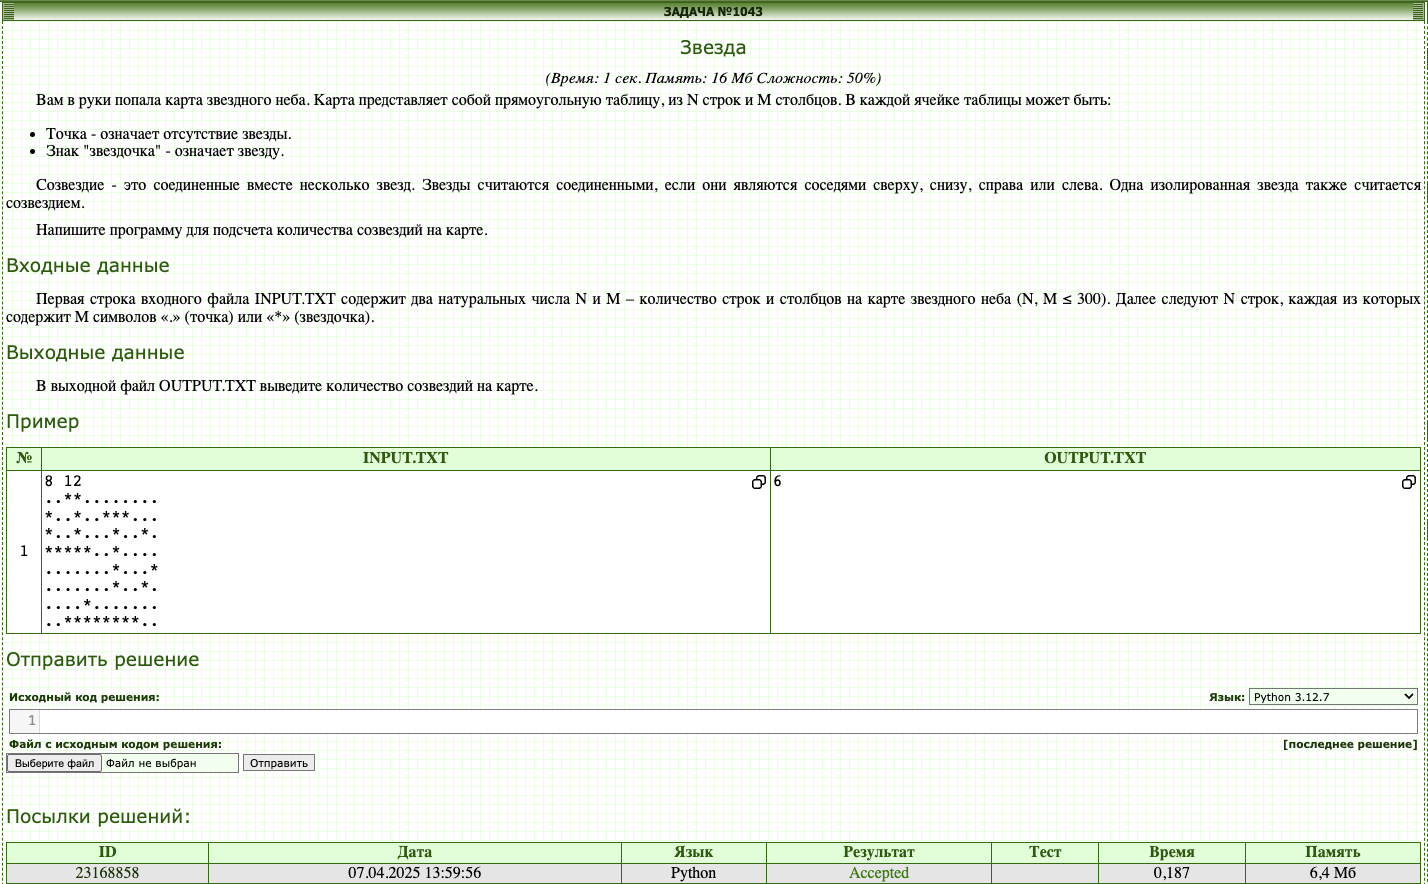 ЗАДАЧА №1043
Звезда
(Время: 1 сек. Память: 16 Мб Сложность: 50%)
Вам в руки попала карта звездного неба. Карта представляет собой прямоугольную таблицу, из N строк и M столбцов. В каждой ячейке таблицы может быть:
Точка - означает отсутствие звезды.
Знак "звездочка" - означает звезду.
Созвездие - это соединенные вместе несколько звезд. Звезды считаются соединенными, если они являются соседями сверху, снизу, справа или слева. Одна изолированная звезда также считается
созвездием.
Напишите программу для подсчета количества созвездий на карте.
Входные данные
Первая строка входного файла INPUT.TXT содержит два натуральных числа N и M – количество строк и столбцов на карте звездного неба (N, M ≤ 300). Далее следуют N строк, каждая из которых
содержит M символов «.» (точка) или «*» (звездочка).
Выходные данные
В выходной файл OUTPUT.TXT выведите количество созвездий на карте.
Пример
№ INPUT.TXT OUTPUT.TXT
8 12 6
..**........
*..*..***...
*..*...*..*.
1 *****..*....
.......*...*
.......*..*.
....*.......
..********..
Отправить решение
Исходный код решения: Язык: Python 3.12.7
1
Файл с исходным кодом решения: [последнее решение]
Выберите файл Файл не выбран Отправить
Посылки решений:
ID Дата Язык Результат Тест Время Память
23168858 07.04.2025 13:59:56 Python Accepted 0,187 6,4 Мб